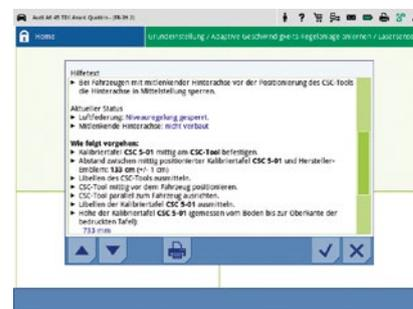 Audi A6 45 TDI Avant Quattro
Home
Grundeinstellung / Adaptive Geschwindigkeits-Regelanlage anlernen / Lasersenso
Hilfetext
► Bei Fahrzeugen mit mitlenkender Hinterachse vor der Positionierung des CSC-Tools
die Hinterachse in Mittelstellung sperren.
Aktueller Status
► Luftfederung: Niveauregelung gesperrt.
► Mitlenkende Hinterachse: nicht verbaut
Wie folgt vorgehen:
► Kalibriertafel CSC 5-01 mittig am CSC-Tool befestigen.
► Abstand zwischen mittig positionierter Kalibriertafel CSC 5-01 und Hersteller-
Emblem: 133 cm (+/- 1 cm)
► Libellen des CSC-Tools ausmitteln.
► CSC-Tool mittig vor dem Fahrzeug positionieren.
► CSC-Tool parallel zum Fahrzeug ausrichten.
► Libellen der Kalibriertafel CSC 5-01 ausmitteln.
► Höhe der Kalibriertafel CSC 5-01 (gemessen vom Boden bis zur Oberkante der
bedruckten Tafel):
733 mm